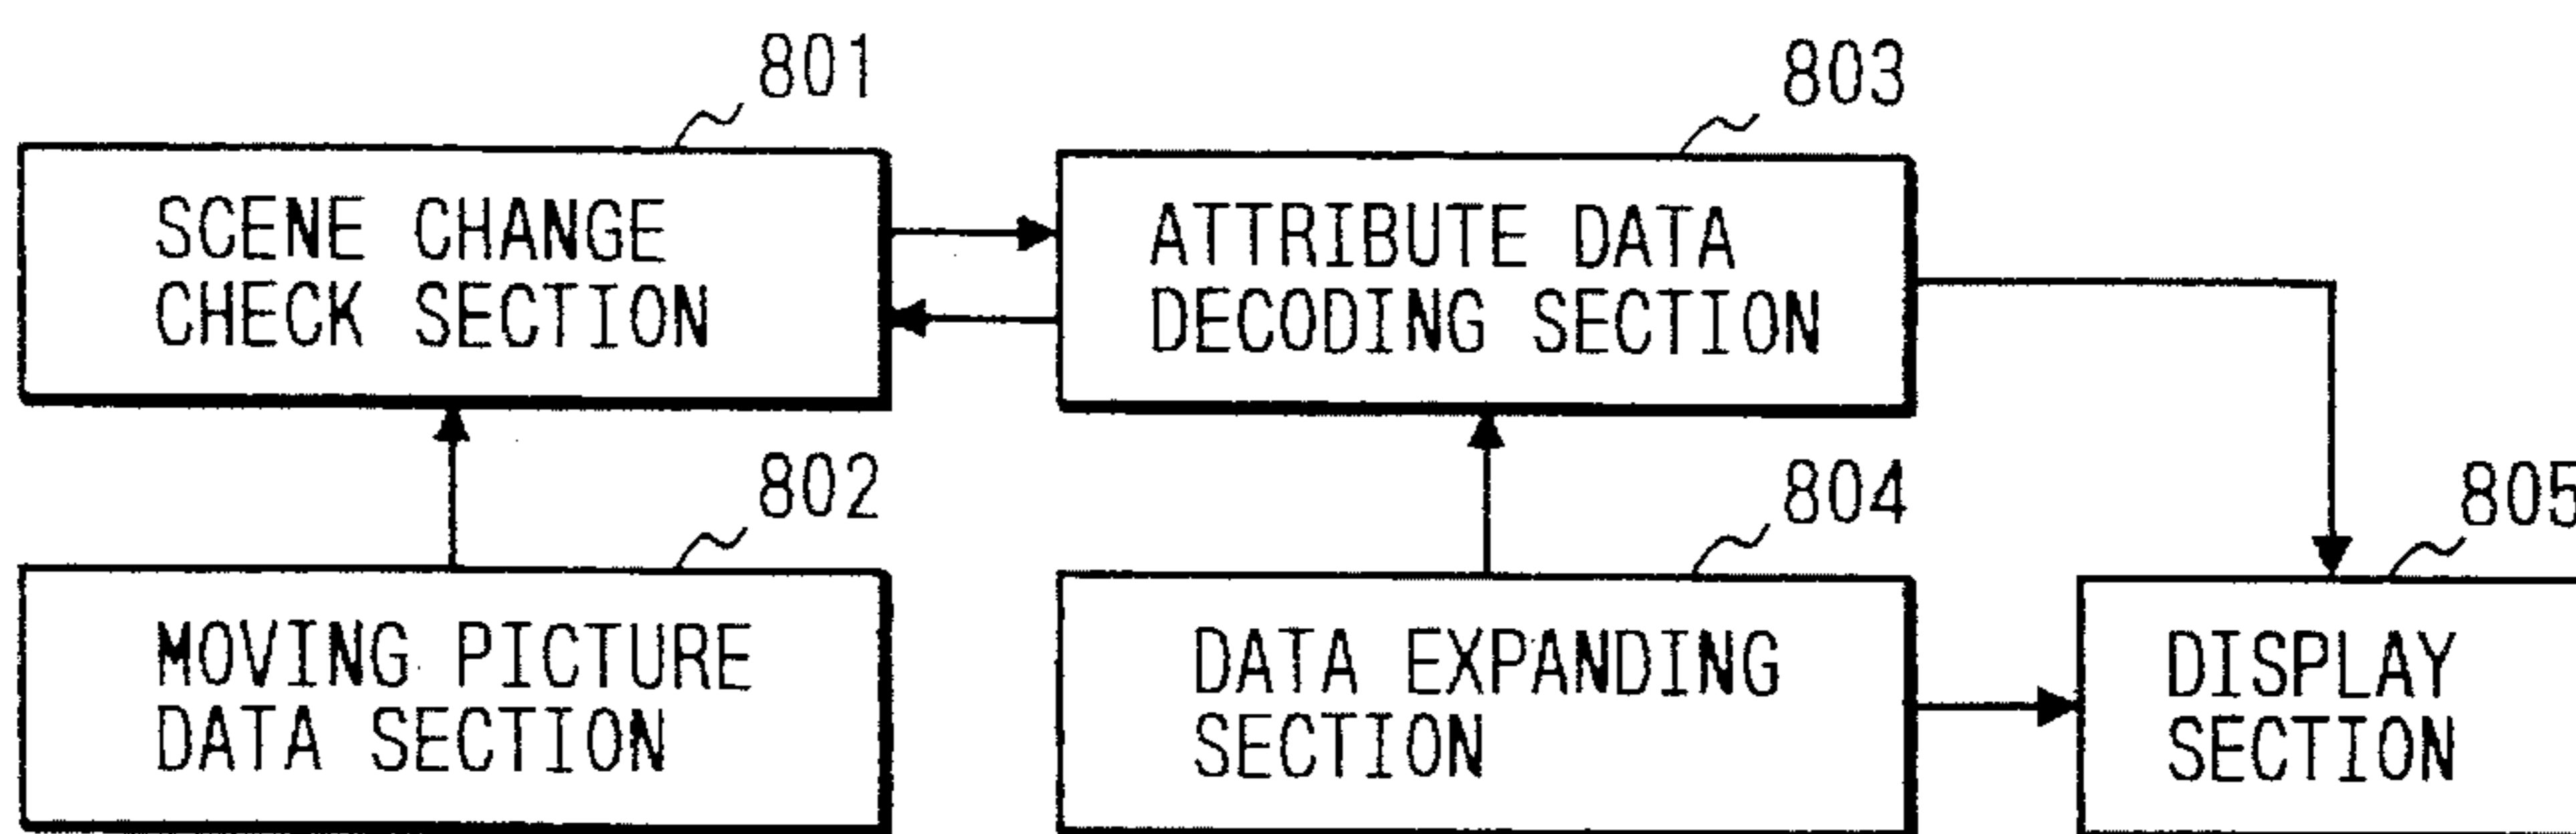 801
SCENE CHANGE
CHECK SECTION
803
ATTRIBUTE DATA
DECODING SECTION
802
MOVING PICTURE
DATA SECTION
804
DATA EXPANDING
SECTION
805
DISPLAY
SECTION